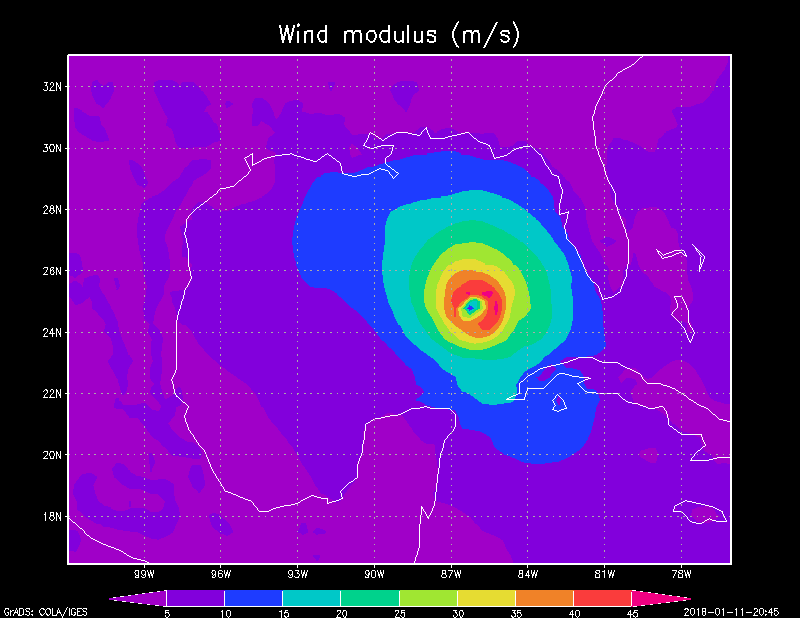 Wind modulus (m/s)
32N
30N
28N
26N
24N
22N
20N
18N
99W 96W 93W 90W 87W 84W 81W 78W
5 10 15 20 25 30 35 40 45
GrADS: COLA/IGES 2018-01-11-20:45